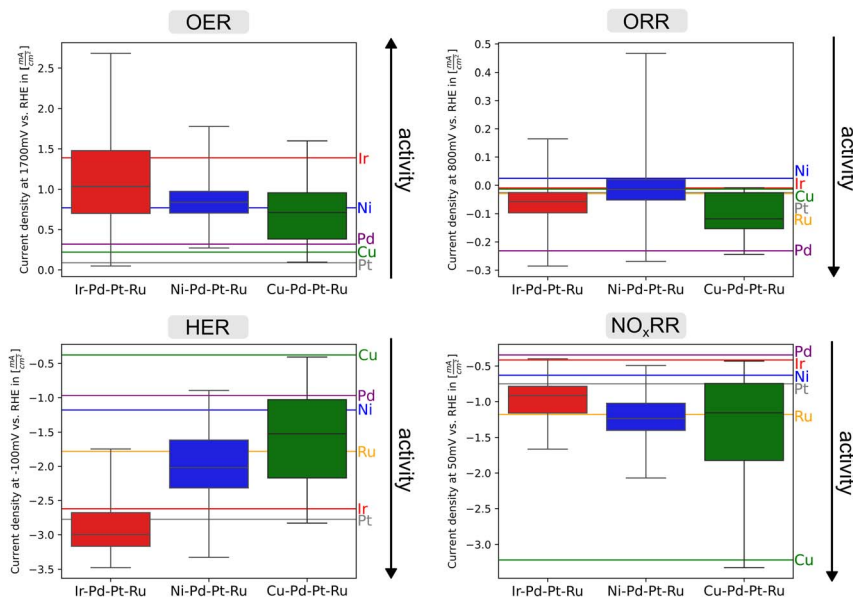 OER
Current density at 1700mV vs. RHE in [mA/cm²]
2.5
2.0
1.5
1.0
0.5
0.0
Ir
Ni
Pd
Cu
Pt
Ir-Pd-Pt-Ru
Ni-Pd-Pt-Ru
Cu-Pd-Pt-Ru
activity
ORR
Current density at 800mV vs. RHE in [mA/cm²]
0.5
0.4
0.3
0.2
0.1
0.0
−0.1
−0.2
−0.3
Ni
Ir
Cu
Pt
Ru
Pd
Ir-Pd-Pt-Ru
Ni-Pd-Pt-Ru
Cu-Pd-Pt-Ru
activity
HER
Current density at -100mV vs. RHE in [mA/cm²]
−0.5
−1.0
−1.5
−2.0
−2.5
−3.0
−3.5
Cu
Pd
Ni
Ru
Ir
Pt
Ir-Pd-Pt-Ru
Ni-Pd-Pt-Ru
Cu-Pd-Pt-Ru
activity
NOₓRR
Current density at 50mV vs. RHE in [mA/cm²]
−0.5
−1.0
−1.5
−2.0
−2.5
−3.0
Pd
Ir
Ni
Pt
Ru
Cu
Ir-Pd-Pt-Ru
Ni-Pd-Pt-Ru
Cu-Pd-Pt-Ru
activity